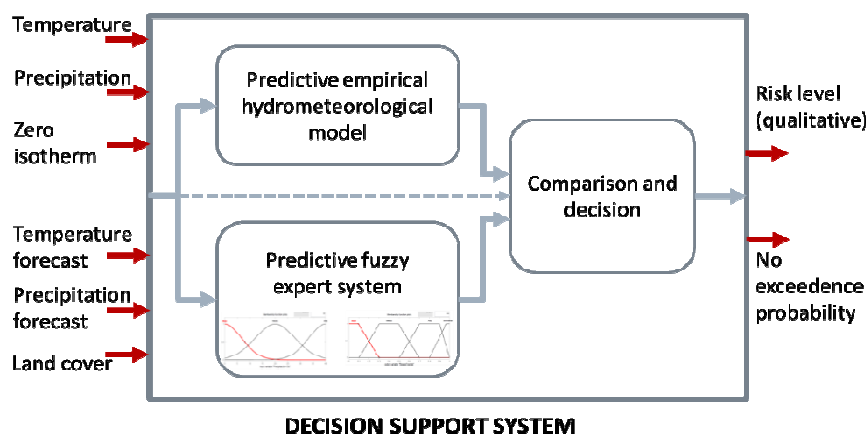 Temperature
Precipitation
Zero
isotherm
Temperature
forecast
Precipitation
forecast
Land cover
Predictive empirical
hydrometeorological
model
Predictive fuzzy
expert system
Comparison and
decision
Risk level
(qualitative)
No
exceedence
probability
DECISION SUPPORT SYSTEM